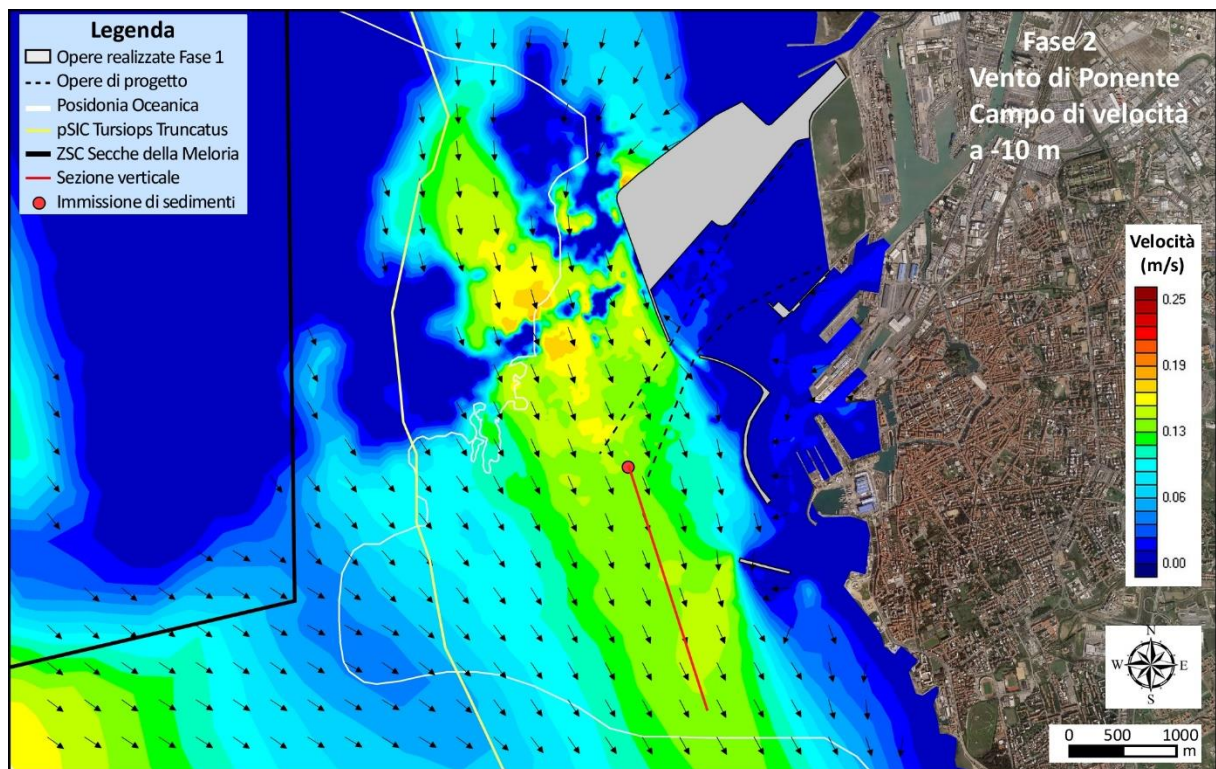 Legenda
Opere realizzate Fase 1
Opere di progetto
Posidonia Oceanica
pSIC Tursiops Truncatus
ZSC Secche della Meloria
Sezione verticale
Immissione di sedimenti
Fase 2
Vento di Ponente
Campo di velocità
a -10 m
Velocità
(m/s)
0.25
0.19
0.13
0.06
0.00
N
W E
S
0 500 1000
m